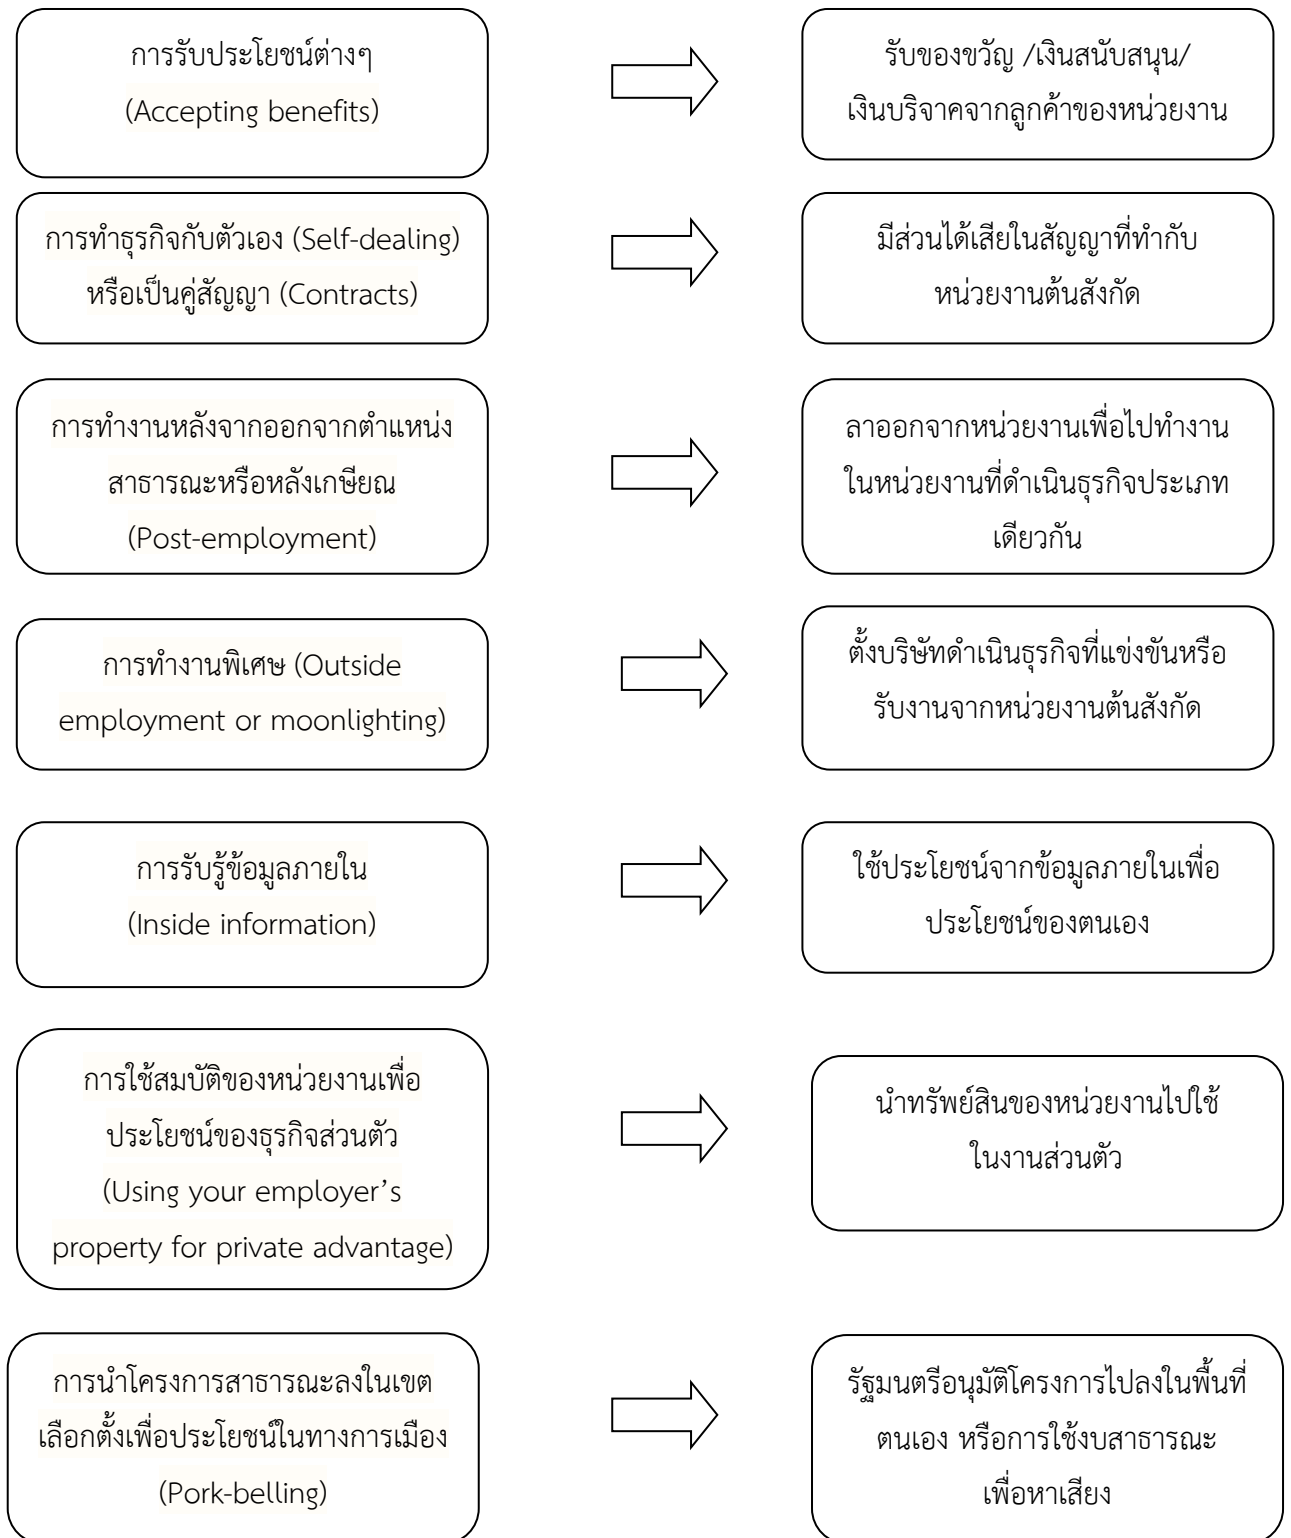 การรับประโยชน์ต่างๆ
(Accepting benefits)
รับของขวัญ /เงินสนับสนุน/
เงินบริจาคจากลูกค้าของหน่วยงาน
การทำธุรกิจกับตัวเอง (Self-dealing)
หรือเป็นคู่สัญญา (Contracts)
มีส่วนได้เสียในสัญญาที่ทำกับ
หน่วยงานต้นสังกัด
การทำงานหลังจากออกจากตำแหน่ง
สาธารณะหรือหลังเกษียณ
(Post-employment)
ลาออกจากหน่วยงานเพื่อไปทำงาน
ในหน่วยงานที่ดำเนินธุรกิจประเภท
เดียวกัน
การทำงานพิเศษ (Outside
employment or moonlighting)
ตั้งบริษัทดำเนินธุรกิจที่แข่งขันหรือ
รับงานจากหน่วยงานต้นสังกัด
การรับรู้ข้อมูลภายใน
(Inside information)
ใช้ประโยชน์จากข้อมูลภายในเพื่อ
ประโยชน์ของตนเอง
การใช้สมบัติของหน่วยงานเพื่อ
ประโยชน์ของธุรกิจส่วนตัว
(Using your employer’s
property for private advantage)
นำทรัพย์สินของหน่วยงานไปใช้
ในงานส่วนตัว
การนำโครงการสาธารณะลงในเขต
เลือกตั้งเพื่อประโยชน์ในทางการเมือง
(Pork-belling)
รัฐมนตรีอนุมัติโครงการไปลงในพื้นที่
ตนเอง หรือการใช้งบสาธารณะ
เพื่อหาเสียง